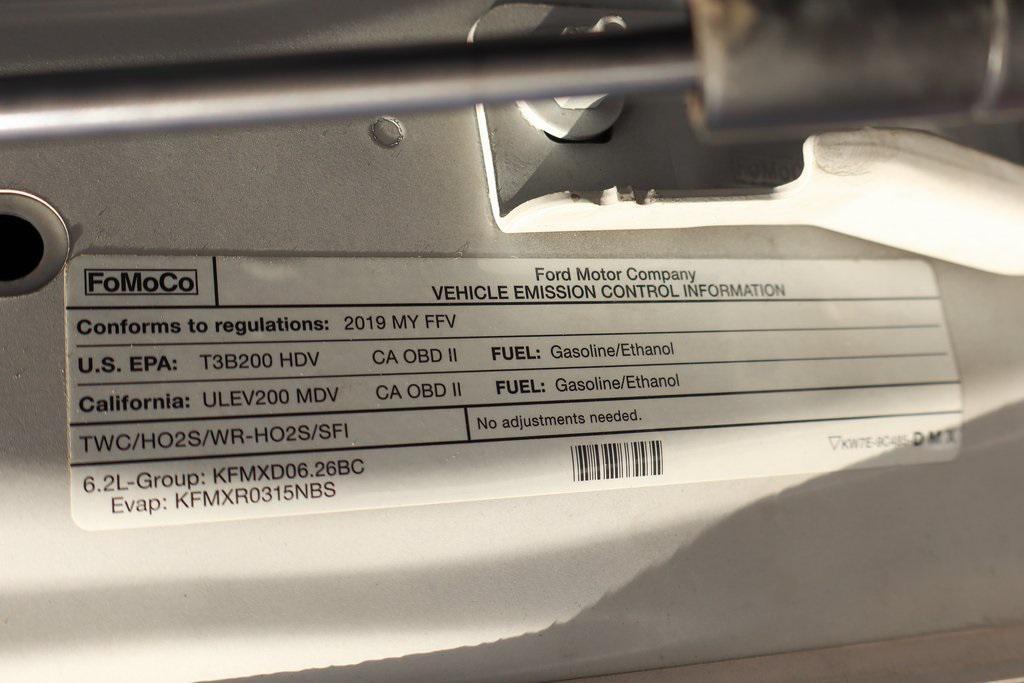 FoMoCo
Ford Motor Company
VEHICLE EMISSION CONTROL INFORMATION
Conforms to regulations: 2019 MY FFV
U.S. EPA: T3B200 HDV CA OBD II FUEL: Gasoline/Ethanol
California: ULEV200 MDV CA OBD II FUEL: Gasoline/Ethanol
TWC/HO2S/WR-HO2S/SFI
No adjustments needed.
6.2L-Group: KFMXD06.26BC
Evap: KFMXR0315NBS
DMX